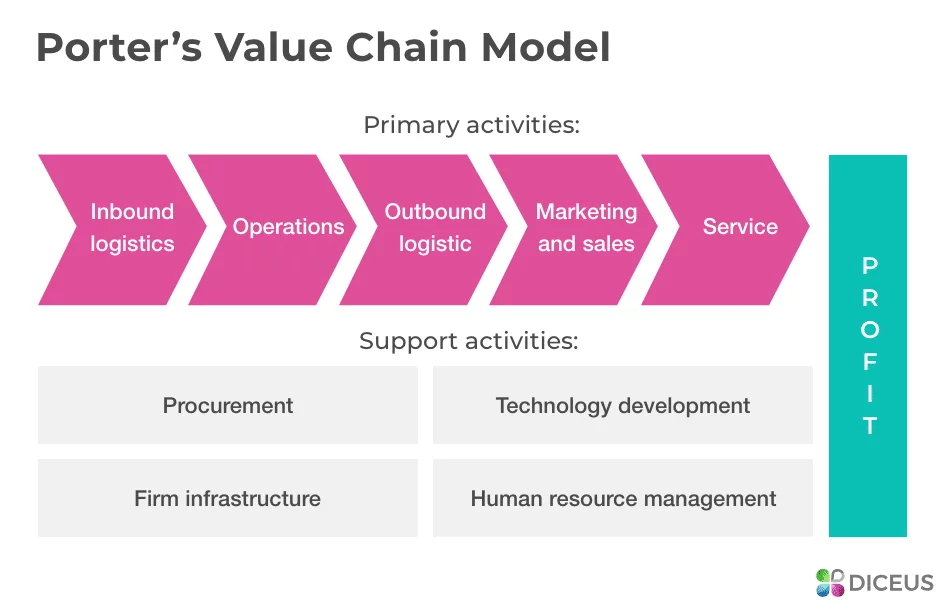 Porter’s Value Chain Model
Primary activities:
Inbound
logistics
Operations
Outbound
logistic
Marketing
and sales
Service
PROFIT
Support activities:
Procurement
Technology development
Firm infrastructure
Human resource management
DICEUS